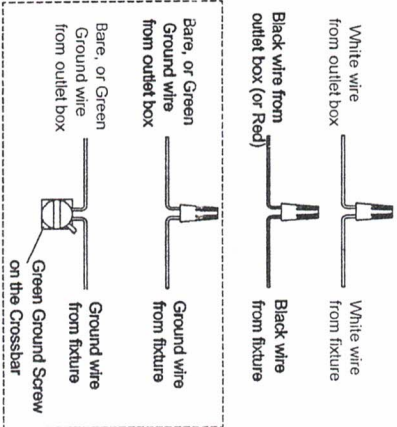 White wire
from outlet box
White wire
from fixture
Black wire from
outlet box (or Red)
Black wire
from fixture
Bare, or Green
Ground wire
from outlet box
Ground wire
from fixture
Bare, or Green
Ground wire
from outlet box
Ground wire
from fixture
Green Ground Screw
on the Crossbar